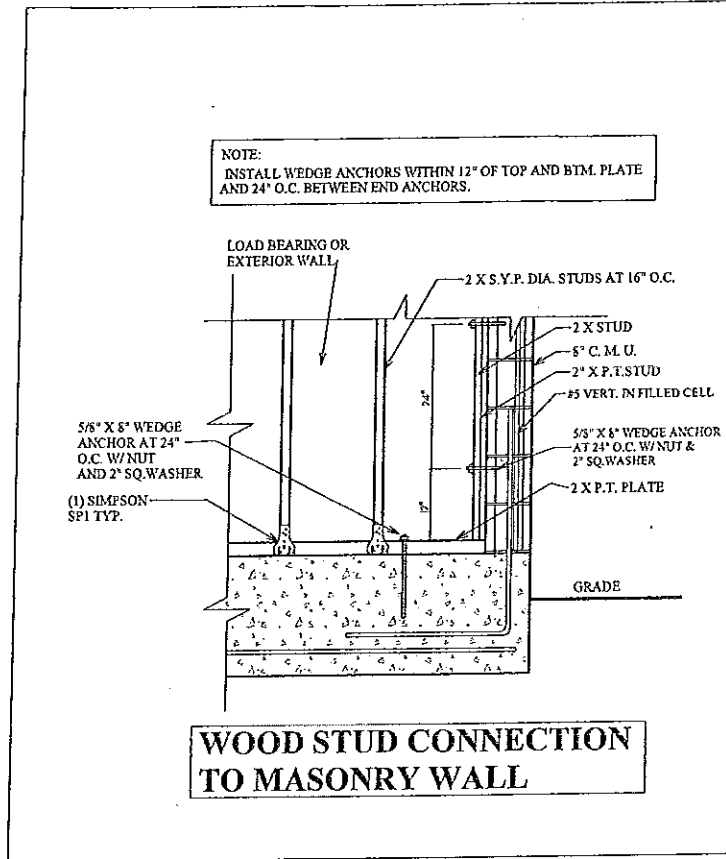 NOTE:
INSTALL WEDGE ANCHORS WITHIN 12" OF TOP AND BTM. PLATE
AND 24" O.C. BETWEEN END ANCHORS.
LOAD BEARING OR
EXTERIOR WALL
2 X S.Y.P. DIA. STUDS AT 16" O.C.
2 X STUD
8" C. M. U.
2" X P.T.STUD
#5 VERT. IN FILLED CELL
24"
5/8" X 8" WEDGE
ANCHOR AT 24"
O.C. W/ NUT
AND 2" SQ.WASHER
5/8" X 8" WEDGE ANCHOR
AT 24" O.C. W/ NUT &
2" SQ.WASHER
12"
2 X P.T. PLATE
(1) SIMPSON
SP1 TYP.
GRADE
WOOD STUD CONNECTION
TO MASONRY WALL